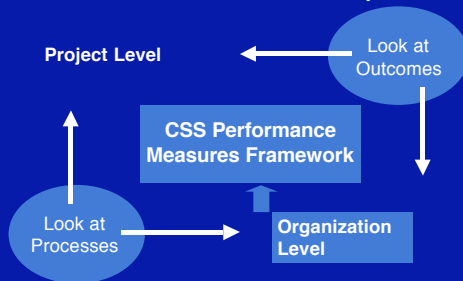 Look at
Outcomes
Project Level
CSS Performance
Measures Framework
Look at
Processes
Organization
Level